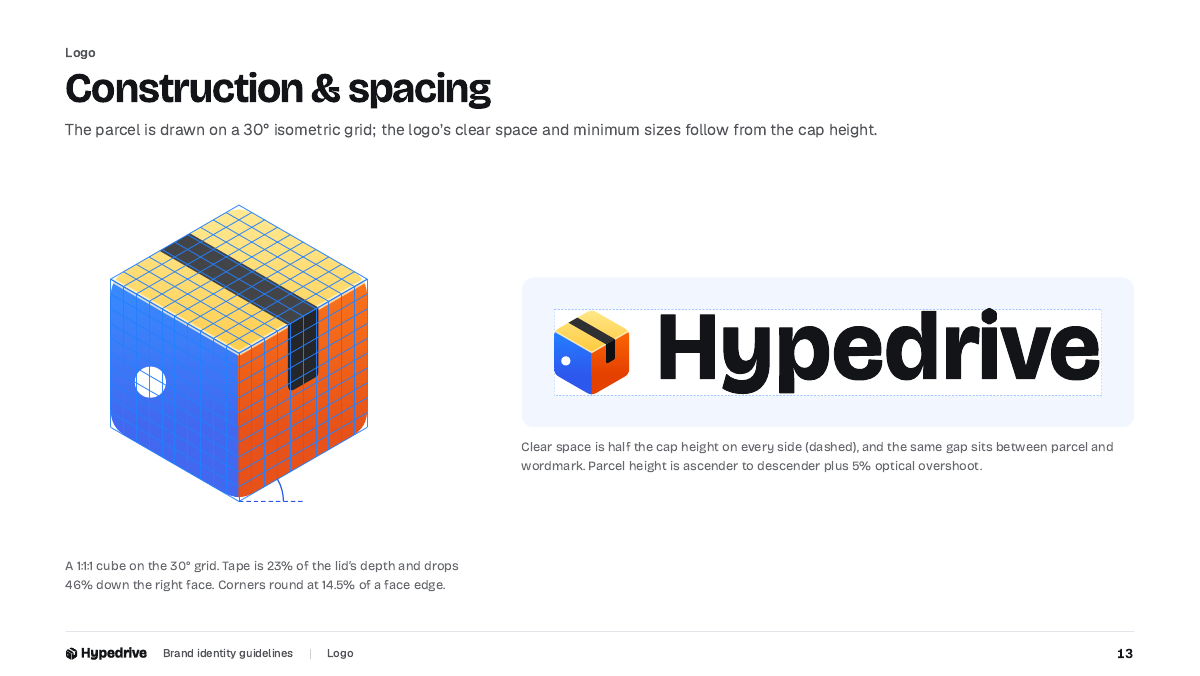 Logo
Construction & spacing
The parcel is drawn on a 30° isometric grid; the logo's clear space and minimum sizes follow from the cap height.
Hypedrive
Clear space is half the cap height on every side (dashed), and the same gap sits between parcel and
wordmark. Parcel height is ascender to descender plus 5% optical overshoot.
A 1:1:1 cube on the 30° grid. Tape is 23% of the lid's depth and drops
46% down the right face. Corners round at 14.5% of a face edge.
Hypedrive Brand identity guidelines | Logo 13